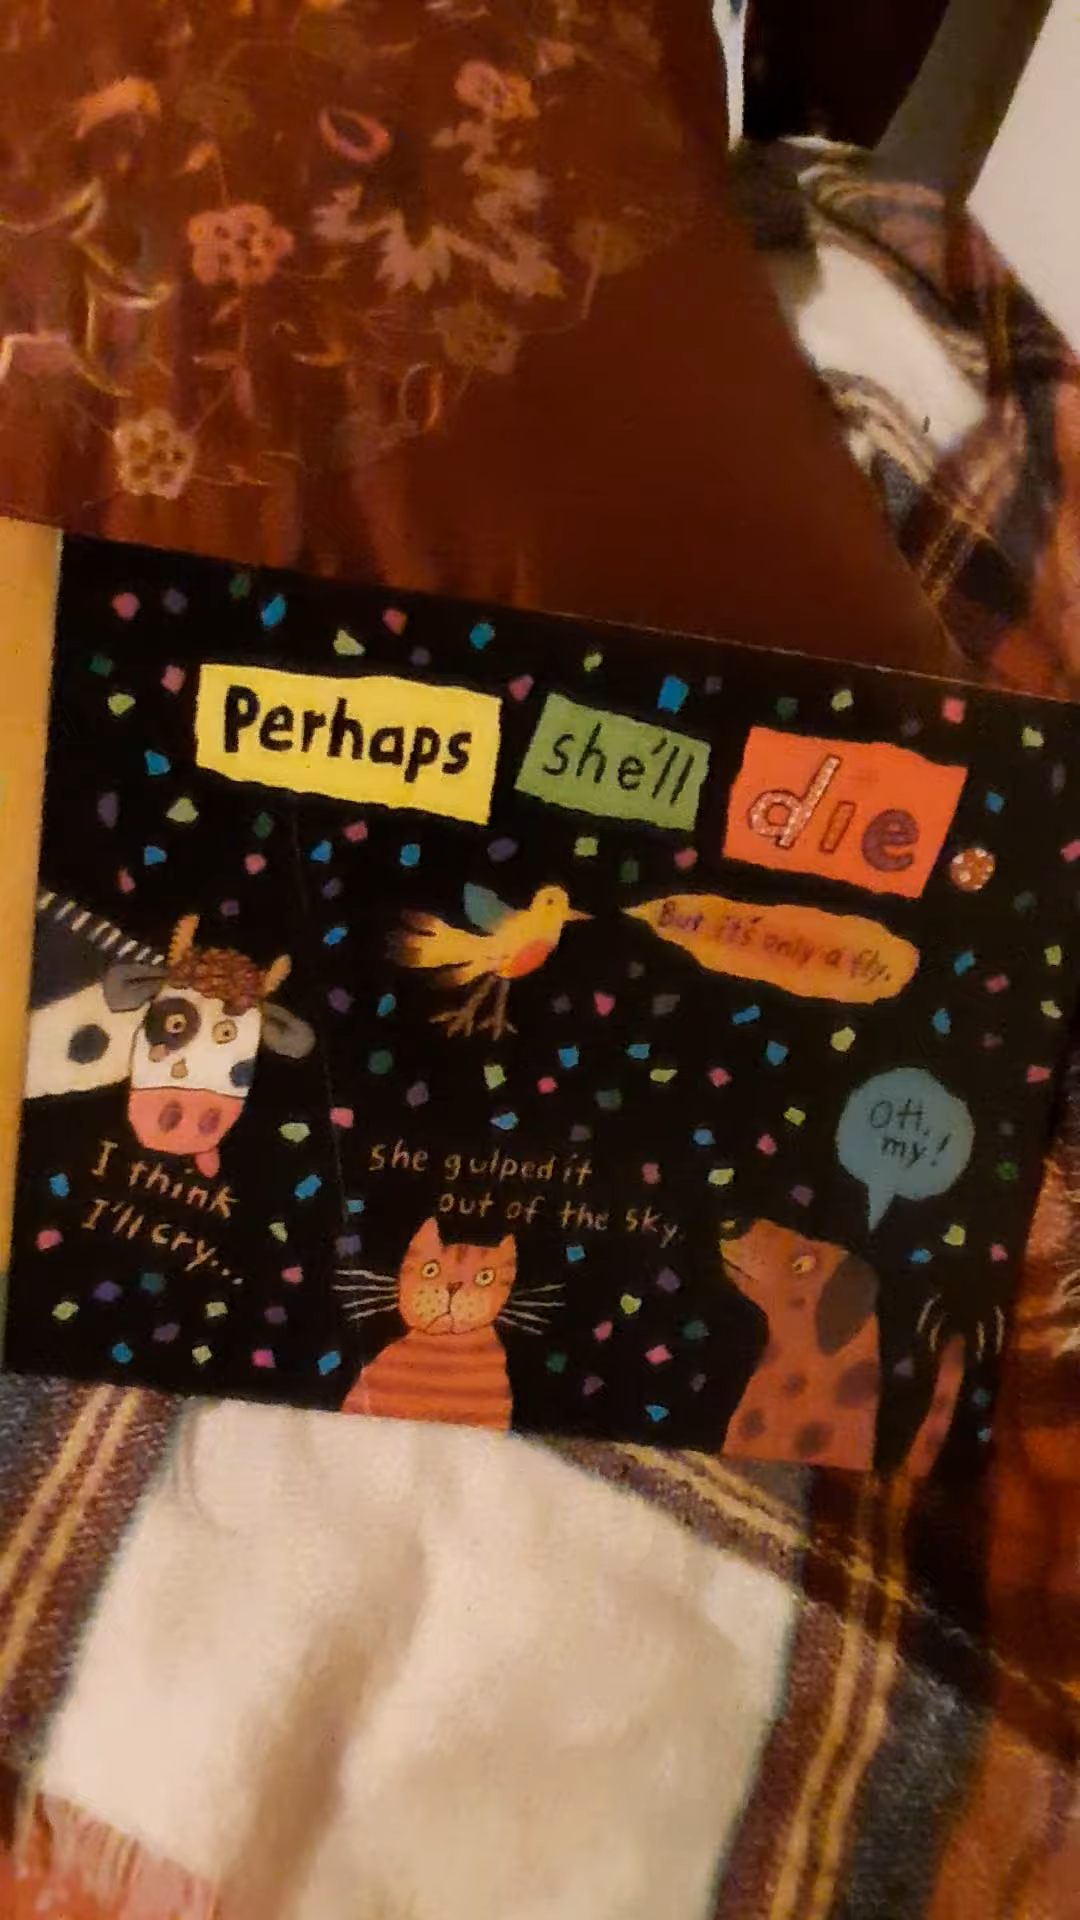 Perhaps she'll die
But it's only a fly.
OH, my!
I think
I'll cry...
she gulped it
out of the sky.